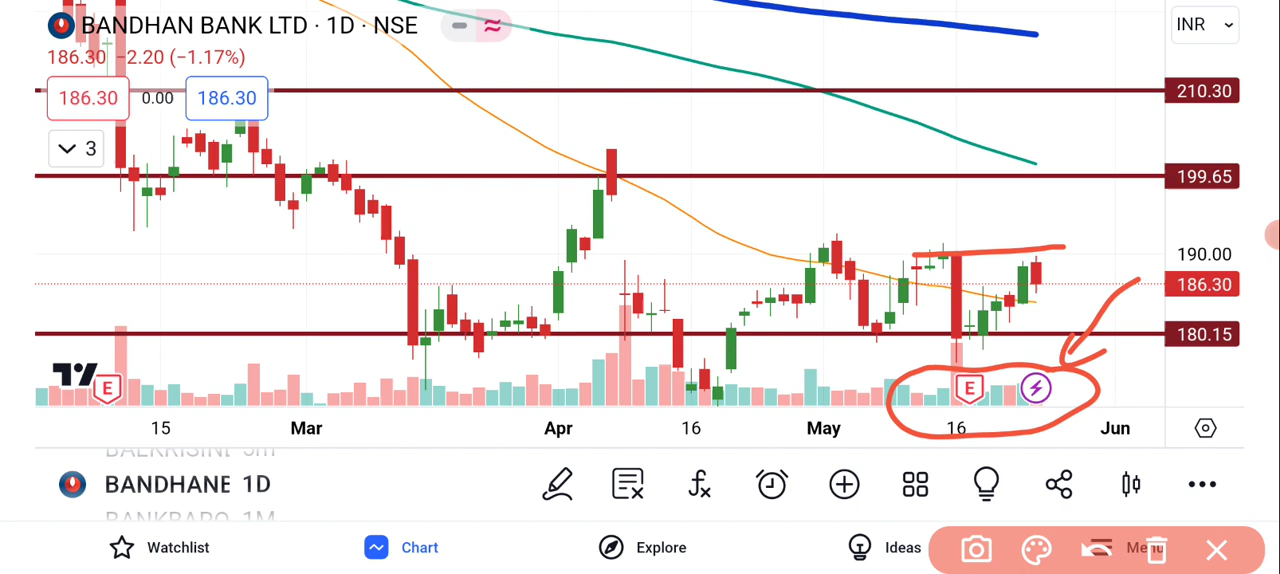 BANDHAN BANK LTD · 1D · NSE
INR
186.30 −2.20 (−1.17%)
186.30 0.00 186.30
210.30
3
199.65
190.00
186.30
180.15
E E
15 Mar Apr 16 May 16 Jun
BANDHANE 1D
Watchlist Chart Explore Ideas Menu